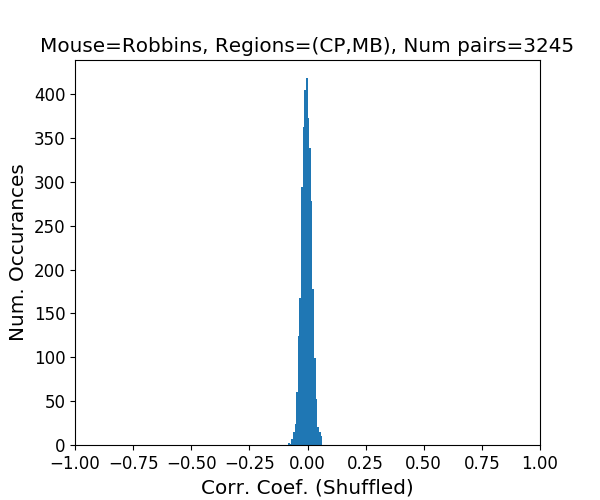 Mouse=Robbins, Regions=(CP,MB), Num pairs=3245
400
350
300
250
200
150
100
50
0
Num. Occurances
−1.00 −0.75 −0.50 −0.25 0.00 0.25 0.50 0.75 1.00
Corr. Coef. (Shuffled)